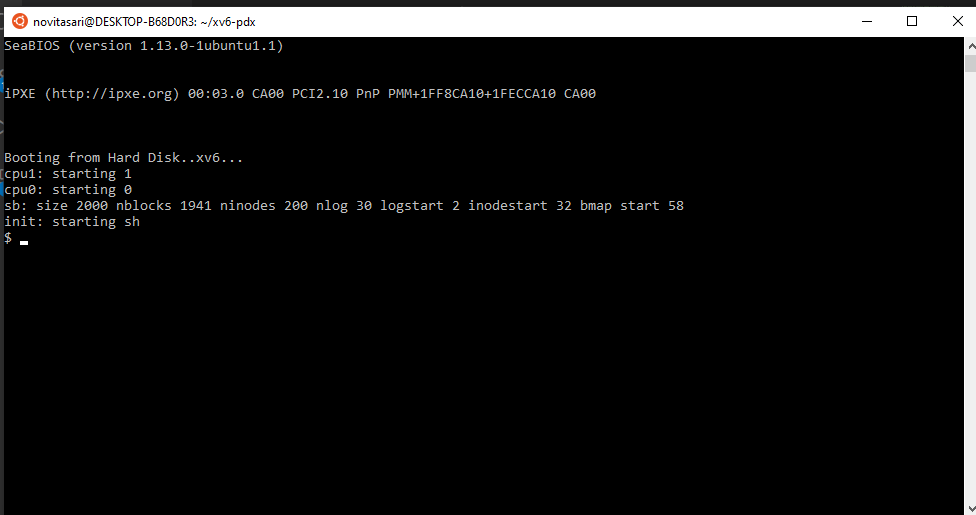 novitasari@DESKTOP-B68D0R3: ~/xv6-pdx
SeaBIOS (version 1.13.0-1ubuntu1.1)
iPXE (http://ipxe.org) 00:03.0 CA00 PCI2.10 PnP PMM+1FF8CA10+1FECCA10 CA00
Booting from Hard Disk..xv6...
cpu1: starting 1
cpu0: starting 0
sb: size 2000 nblocks 1941 ninodes 200 nlog 30 logstart 2 inodestart 32 bmap start 58
init: starting sh
$